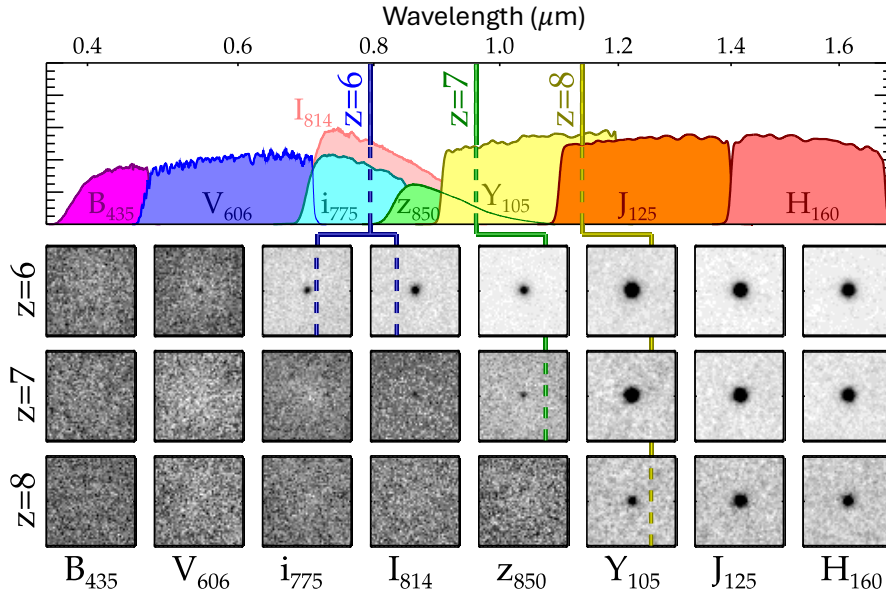 Wavelength (μm)
0.4 0.6 0.8 1.0 1.2 1.4 1.6
z=6 z=7 z=8
I₈₁₄
B₄₃₅ V₆₀₆ i₇₇₅ z₈₅₀ Y₁₀₅ J₁₂₅ H₁₆₀
z=6
z=7
z=8
B₄₃₅ V₆₀₆ i₇₇₅ I₈₁₄ z₈₅₀ Y₁₀₅ J₁₂₅ H₁₆₀